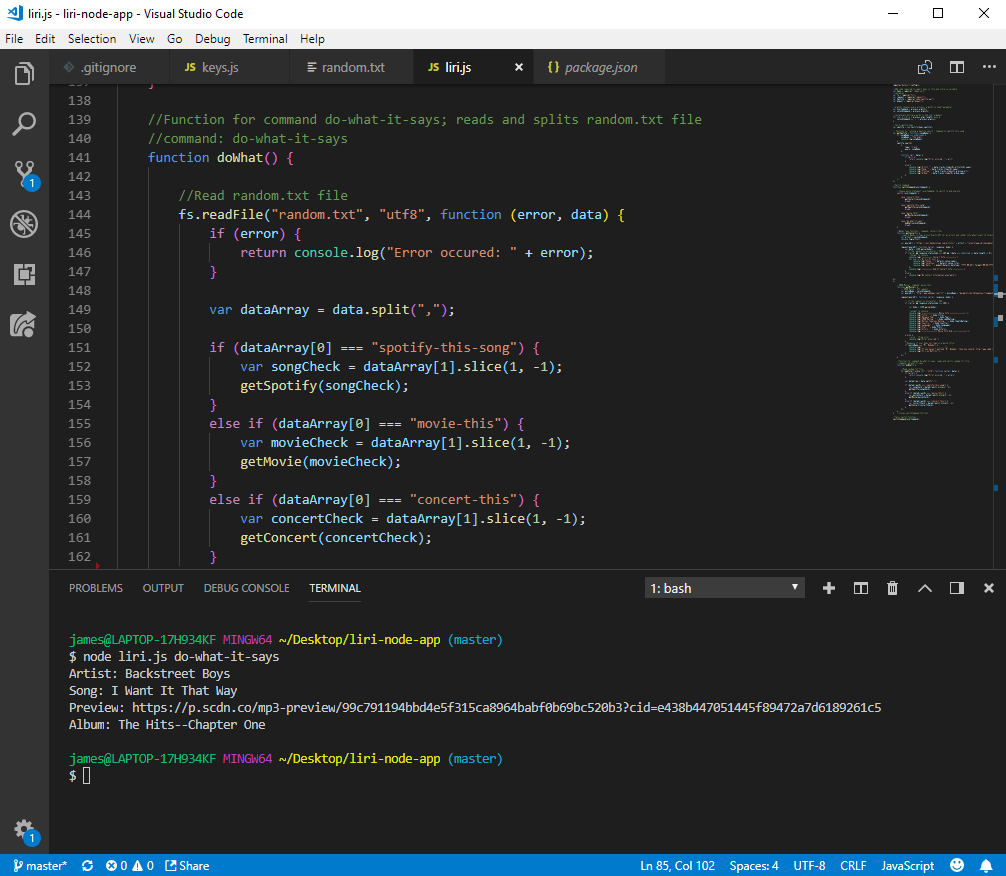 liri.js - liri-node-app - Visual Studio Code
File Edit Selection View Go Debug Terminal Help
.gitignore JS keys.js random.txt JS liri.js {} package.json
138
139 //Function for command do-what-it-says; reads and splits random.txt file
140 //command: do-what-it-says
141 function doWhat() {
142
143 //Read random.txt file
144 fs.readFile("random.txt", "utf8", function (error, data) {
145 if (error) {
146 return console.log("Error occured: " + error);
147 }
148
149 var dataArray = data.split(",");
150
151 if (dataArray[0] === "spotify-this-song") {
152 var songCheck = dataArray[1].slice(1, -1);
153 getSpotify(songCheck);
154 }
155 else if (dataArray[0] === "movie-this") {
156 var movieCheck = dataArray[1].slice(1, -1);
157 getMovie(movieCheck);
158 }
159 else if (dataArray[0] === "concert-this") {
160 var concertCheck = dataArray[1].slice(1, -1);
161 getConcert(concertCheck);
162 }
PROBLEMS OUTPUT DEBUG CONSOLE TERMINAL 1: bash
james@LAPTOP-17H934KF MINGW64 ~/Desktop/liri-node-app (master)
$ node liri.js do-what-it-says
Artist: Backstreet Boys
Song: I Want It That Way
Preview: https://p.scdn.co/mp3-preview/99c791194bbd4e5f315ca8964babf0b69bc520b3?cid=e438b447051445f89472a7d6189261c5
Album: The Hits--Chapter One
james@LAPTOP-17H934KF MINGW64 ~/Desktop/liri-node-app (master)
$
1
1
master* 0 0 Share Ln 85, Col 102 Spaces: 4 UTF-8 CRLF JavaScript